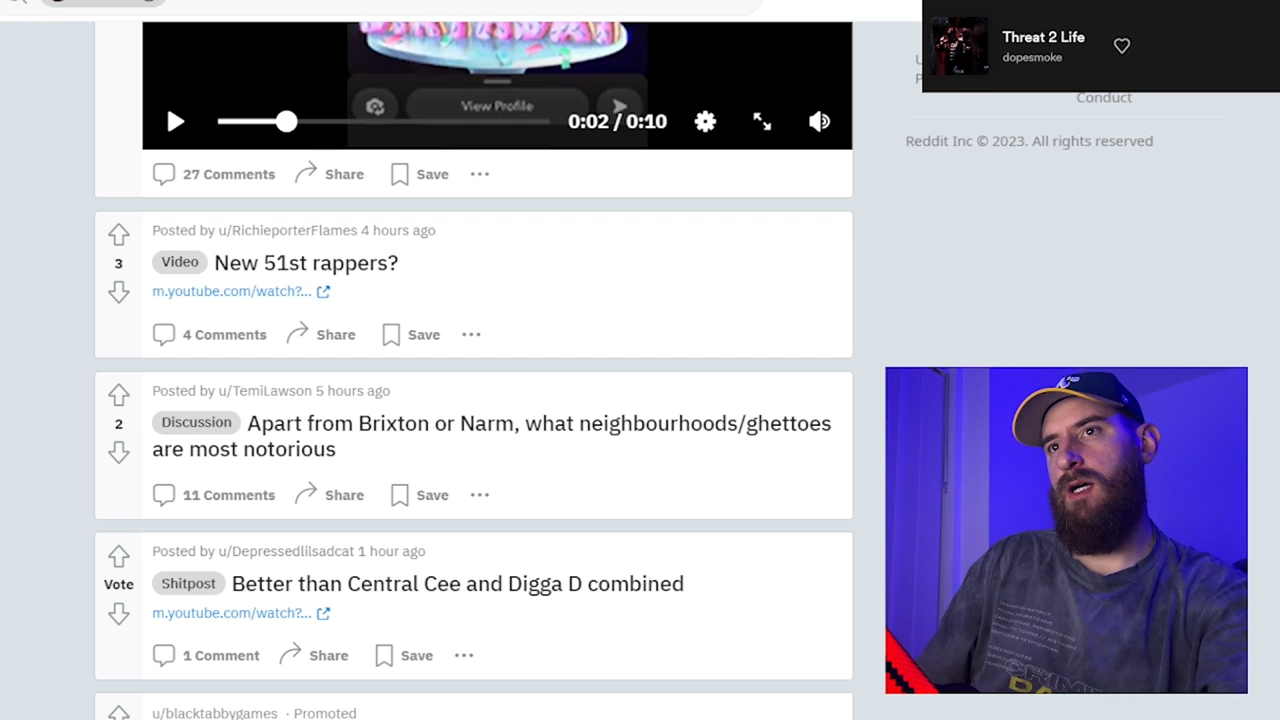 Threat 2 Life
dopesmoke
Conduct
Reddit Inc © 2023. All rights reserved
View Profile
0:02 / 0:10
27 Comments Share Save
Posted by u/RichieporterFlames 4 hours ago
3
Video New 51st rappers?
m.youtube.com/watch?...
4 Comments Share Save
Posted by u/TemiLawson 5 hours ago
2
Discussion Apart from Brixton or Narm, what neighbourhoods/ghettoes
are most notorious
11 Comments Share Save
Posted by u/Depressedlilsadcat 1 hour ago
Vote
Shitpost Better than Central Cee and Digga D combined
m.youtube.com/watch?...
1 Comment Share Save
u/blacktabbygames · Promoted